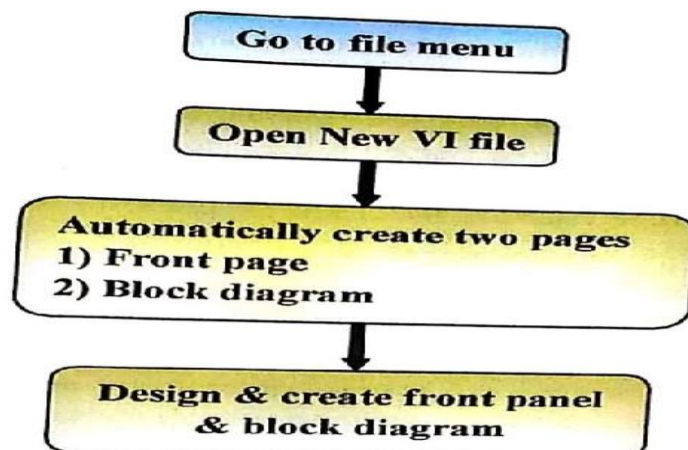 Go to file menu
Open New VI file
Automatically create two pages
1) Front page
2) Block diagram
Design & create front panel
& block diagram